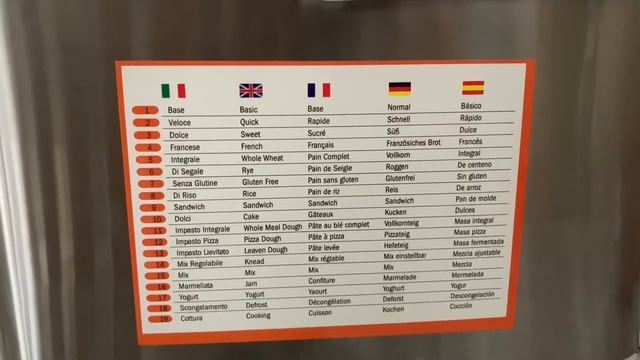 1 Base Basic Base Normal Básico
2 Veloce Quick Rapide Schnell Rápido
3 Dolce Sweet Sucré Süß Dulce
4 Francese French Français Französiches Brot Francés
5 Integrale Whole Wheat Pain Complet Vollkorn Integral
6 Di Segale Rye Pain de Seigle Roggen De centeno
7 Senza Glutine Gluten Free Pain sans gluten Glutenfrei Sin gluten
8 Di Riso Rice Pain de riz Reis De arroz
9 Sandwich Sandwich Sandwich Sandwich Pan de molde
10 Dolci Cake Gâteaux Kucken Dulces
11 Impasto Integrale Whole Meal Dough Pâte au blé complet Vollkornteig Masa integral
12 Impasto Pizza Pizza Dough Pâte à pizza Pizzateig Masa pizza
13 Impasto Lievitato Leaven Dough Pâte levée Hefeteig Masa fermentada
14 Mix Regolabile Knead Mix réglable Mix einstellbar Mezcla ajustable
15 Mix Mix Mix Mix Mezcla
16 Marmellata Jam Confiture Marmelade Mermelada
17 Yogurt Yogurt Yaourt Yoghurt Yogur
18 Scongelamento Defrost Décongélation Deforst Descongelación
19 Cottura Cooking Cuisson Kochen Cocción